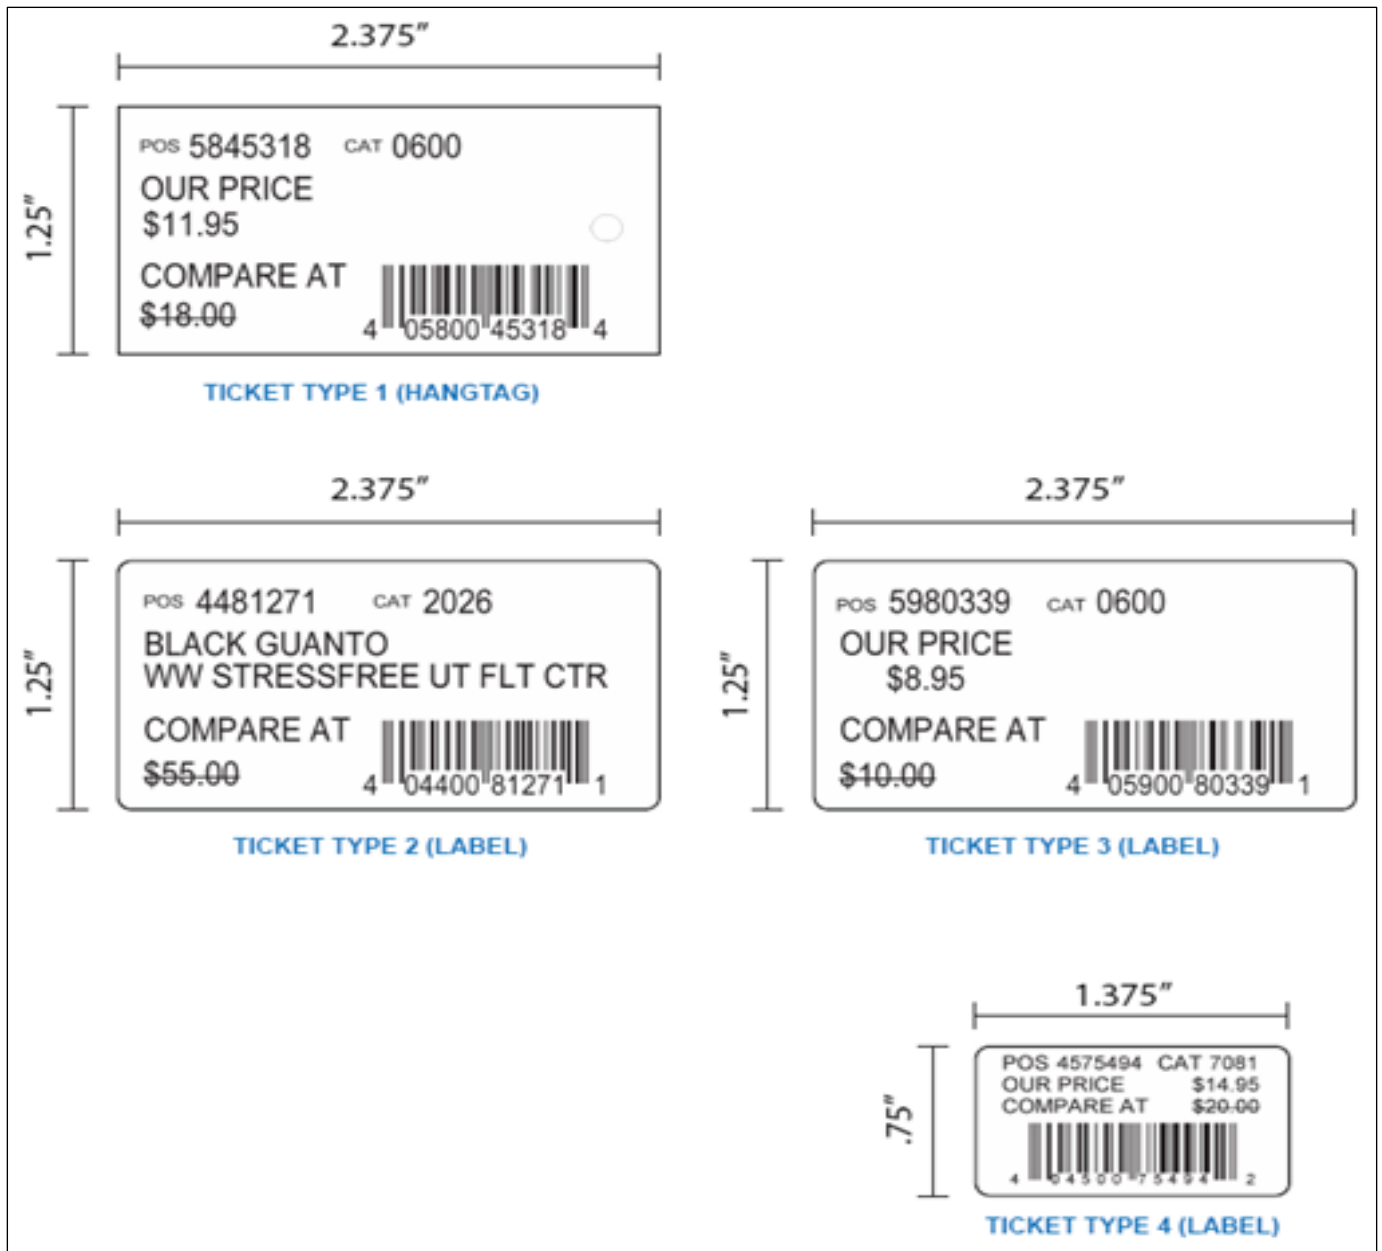 2.375"
1.25"
POS 5845318 CAT 0600
OUR PRICE
$11.95
COMPARE AT
$18.00
4 05800 45318 4
TICKET TYPE 1 (HANGTAG)
2.375"
1.25"
POS 4481271 CAT 2026
BLACK GUANTO
WW STRESSFREE UT FLT CTR
COMPARE AT
$55.00
4 04400 81271 1
TICKET TYPE 2 (LABEL)
2.375"
1.25"
POS 5980339 CAT 0600
OUR PRICE
$8.95
COMPARE AT
$10.00
4 05900 80339 1
TICKET TYPE 3 (LABEL)
1.375"
.75"
POS 4575494 CAT 7081
OUR PRICE $14.95
COMPARE AT $20.00
4 04500 75494 2
TICKET TYPE 4 (LABEL)